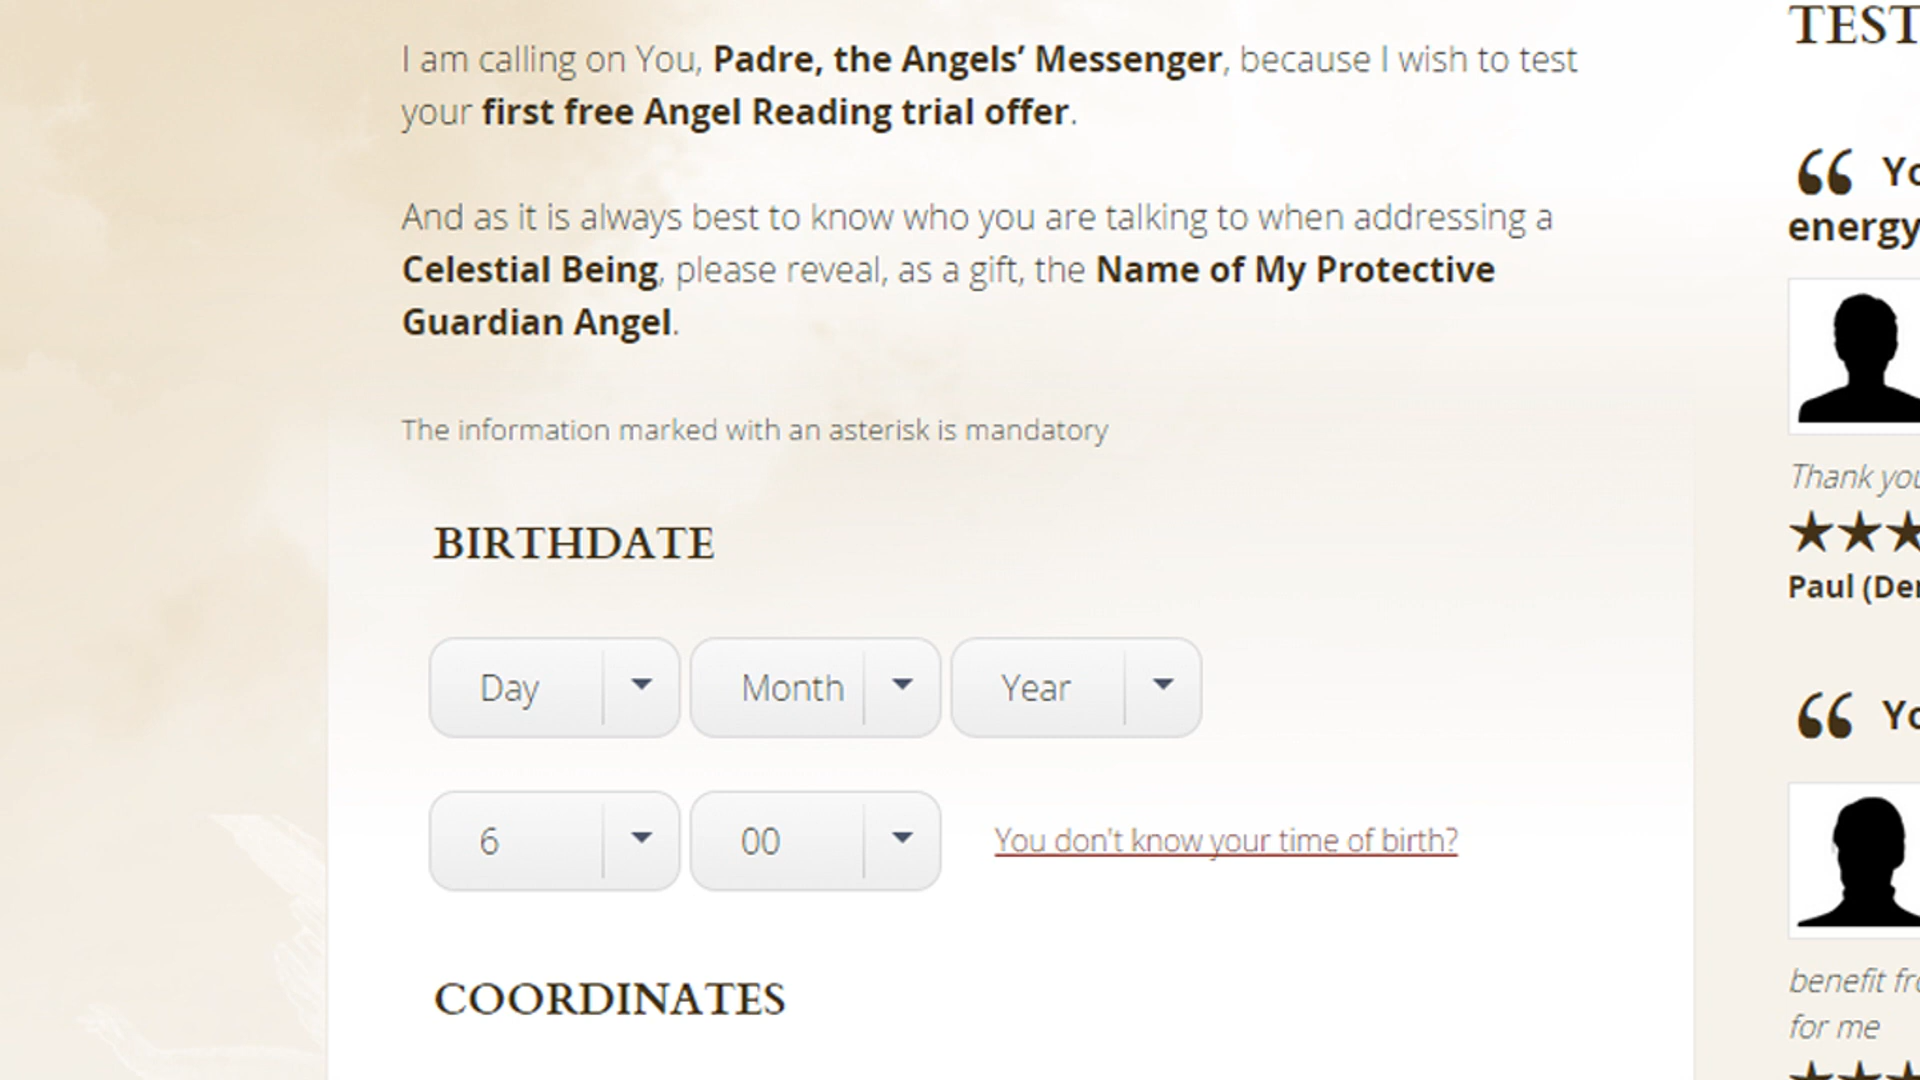 I am calling on You, Padre, the Angels’ Messenger, because I wish to test
your first free Angel Reading trial offer.
And as it is always best to know who you are talking to when addressing a
Celestial Being, please reveal, as a gift, the Name of My Protective
Guardian Angel.
The information marked with an asterisk is mandatory
BIRTHDATE
Day Month Year
6 00 You don't know your time of birth?
COORDINATES
TEST
“ Yo
energy
Thank you
★★★
Paul (Der
“ Yo
benefit fro
for me